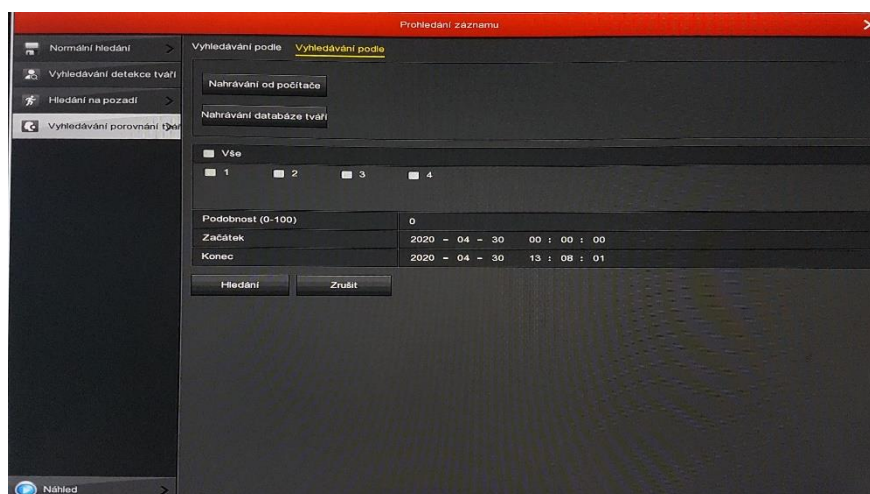 Prohledání záznamu
Normální hledání
Vyhledávání detekce tváří
Hledání na pozadí
Vyhledávání porovnání tvář
Náhled
Vyhledávání podle Vyhledávání podle
Nahrávání od počítače
Nahrávání databáze tváří
Vše
1 2 3 4
Podobnost (0-100) 0
Začátek 2020 - 04 - 30 00 : 00 : 00
Konec 2020 - 04 - 30 13 : 08 : 01
Hledání Zrušit